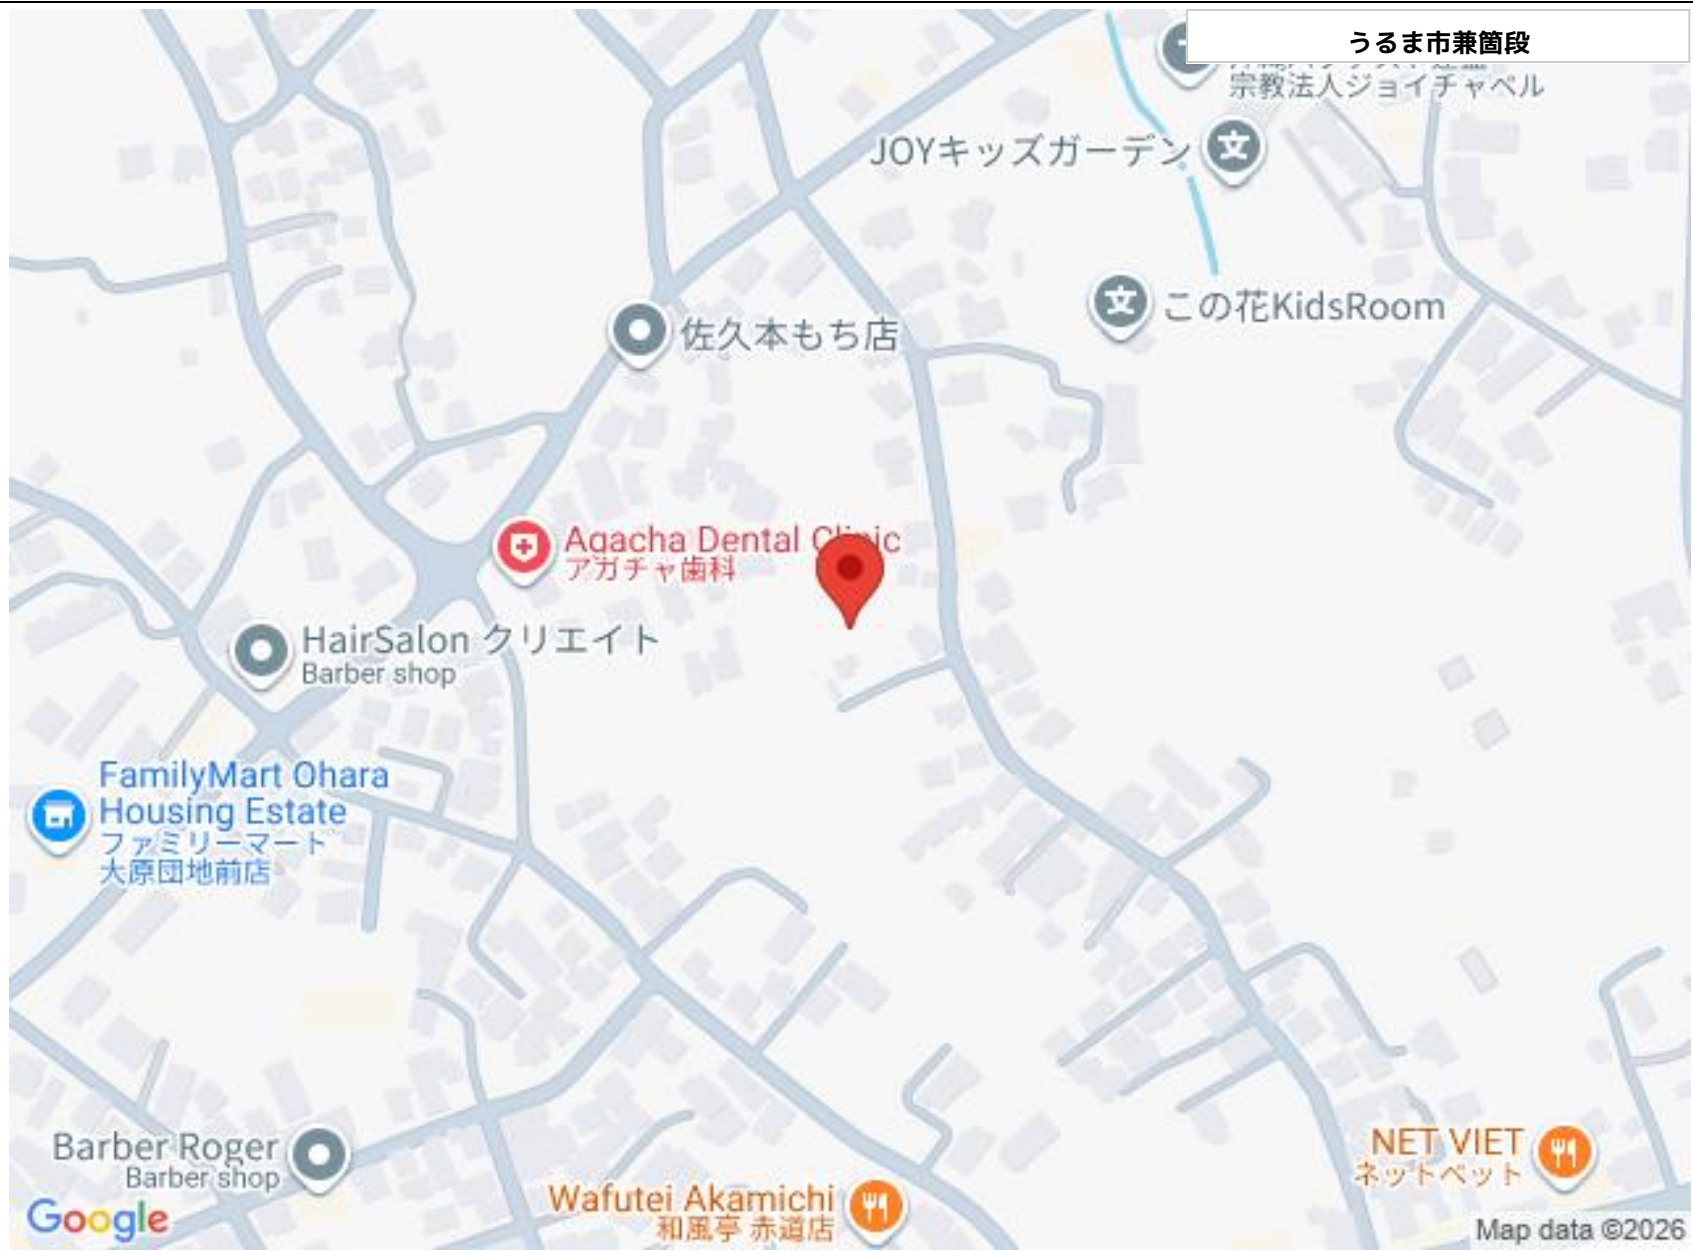 うるま市兼箇段
宗教法人ジョイチャペル
JOYキッズガーデン
この花KidsRoom
佐久本もち店
Agacha Dental Clinic
アガチャ歯科
HairSalon クリエイト
Barber shop
FamilyMart Ohara
Housing Estate
ファミリーマート
大原団地前店
Barber Roger
Barber shop
NET VIET
ネットベット
Wafutei Akamichi
和風亭 赤道店
Google
Map data ©2026